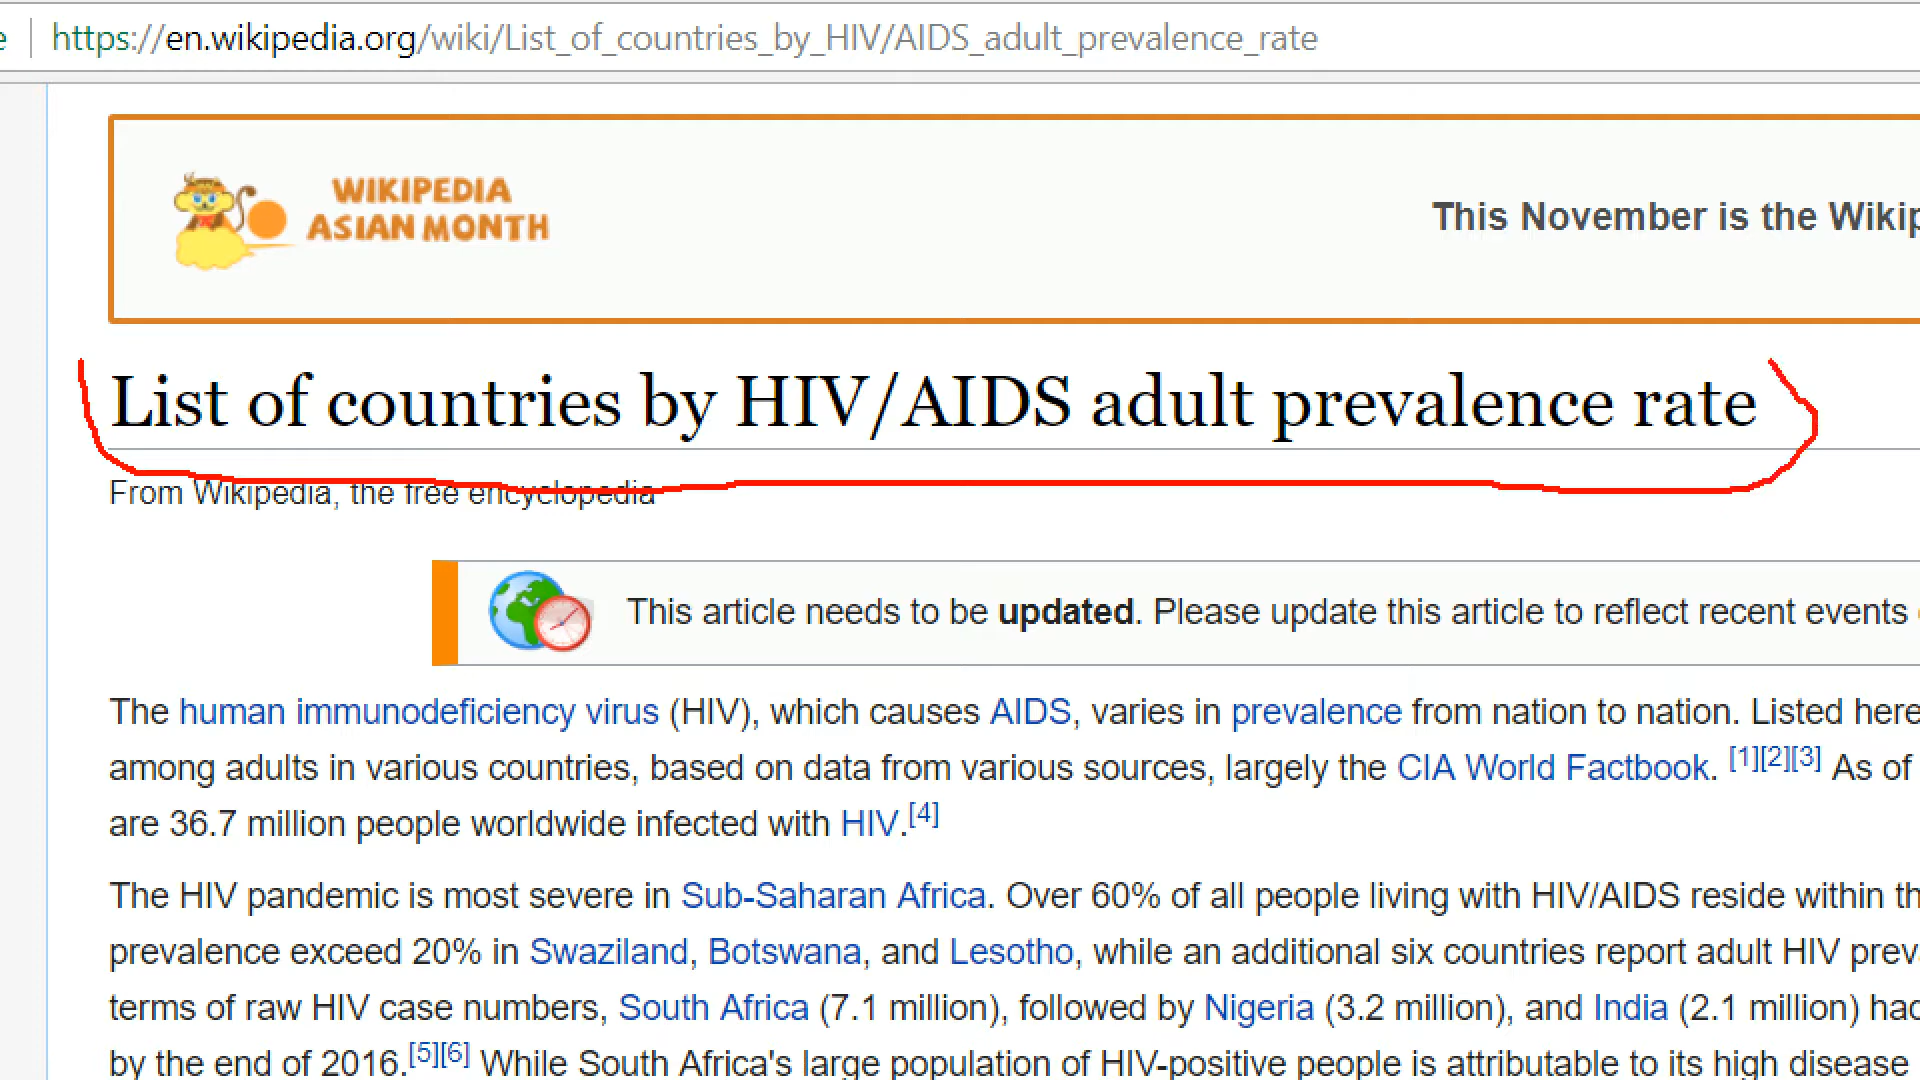 https://en.wikipedia.org/wiki/List_of_countries_by_HIV/AIDS_adult_prevalence_rate
WIKIPEDIA
ASIAN MONTH
This November is the
List of countries by HIV/AIDS adult prevalence rate
From Wikipedia, the free encyclopedia
This article needs to be updated. Please update this article to reflect recent events
The human immunodeficiency virus (HIV), which causes AIDS, varies in prevalence from nation to nation. Listed here
among adults in various countries, based on data from various sources, largely the CIA World Factbook. [1][2][3] As of
are 36.7 million people worldwide infected with HIV.[4]
The HIV pandemic is most severe in Sub-Saharan Africa. Over 60% of all people living with HIV/AIDS reside within
prevalence exceed 20% in Swaziland, Botswana, and Lesotho, while an additional six countries report adult HIV
terms of raw HIV case numbers, South Africa (7.1 million), followed by Nigeria (3.2 million), and India (2.1 million)
by the end of 2016.[5][6] While South Africa's large population of HIV-positive people is attributable to its high disease